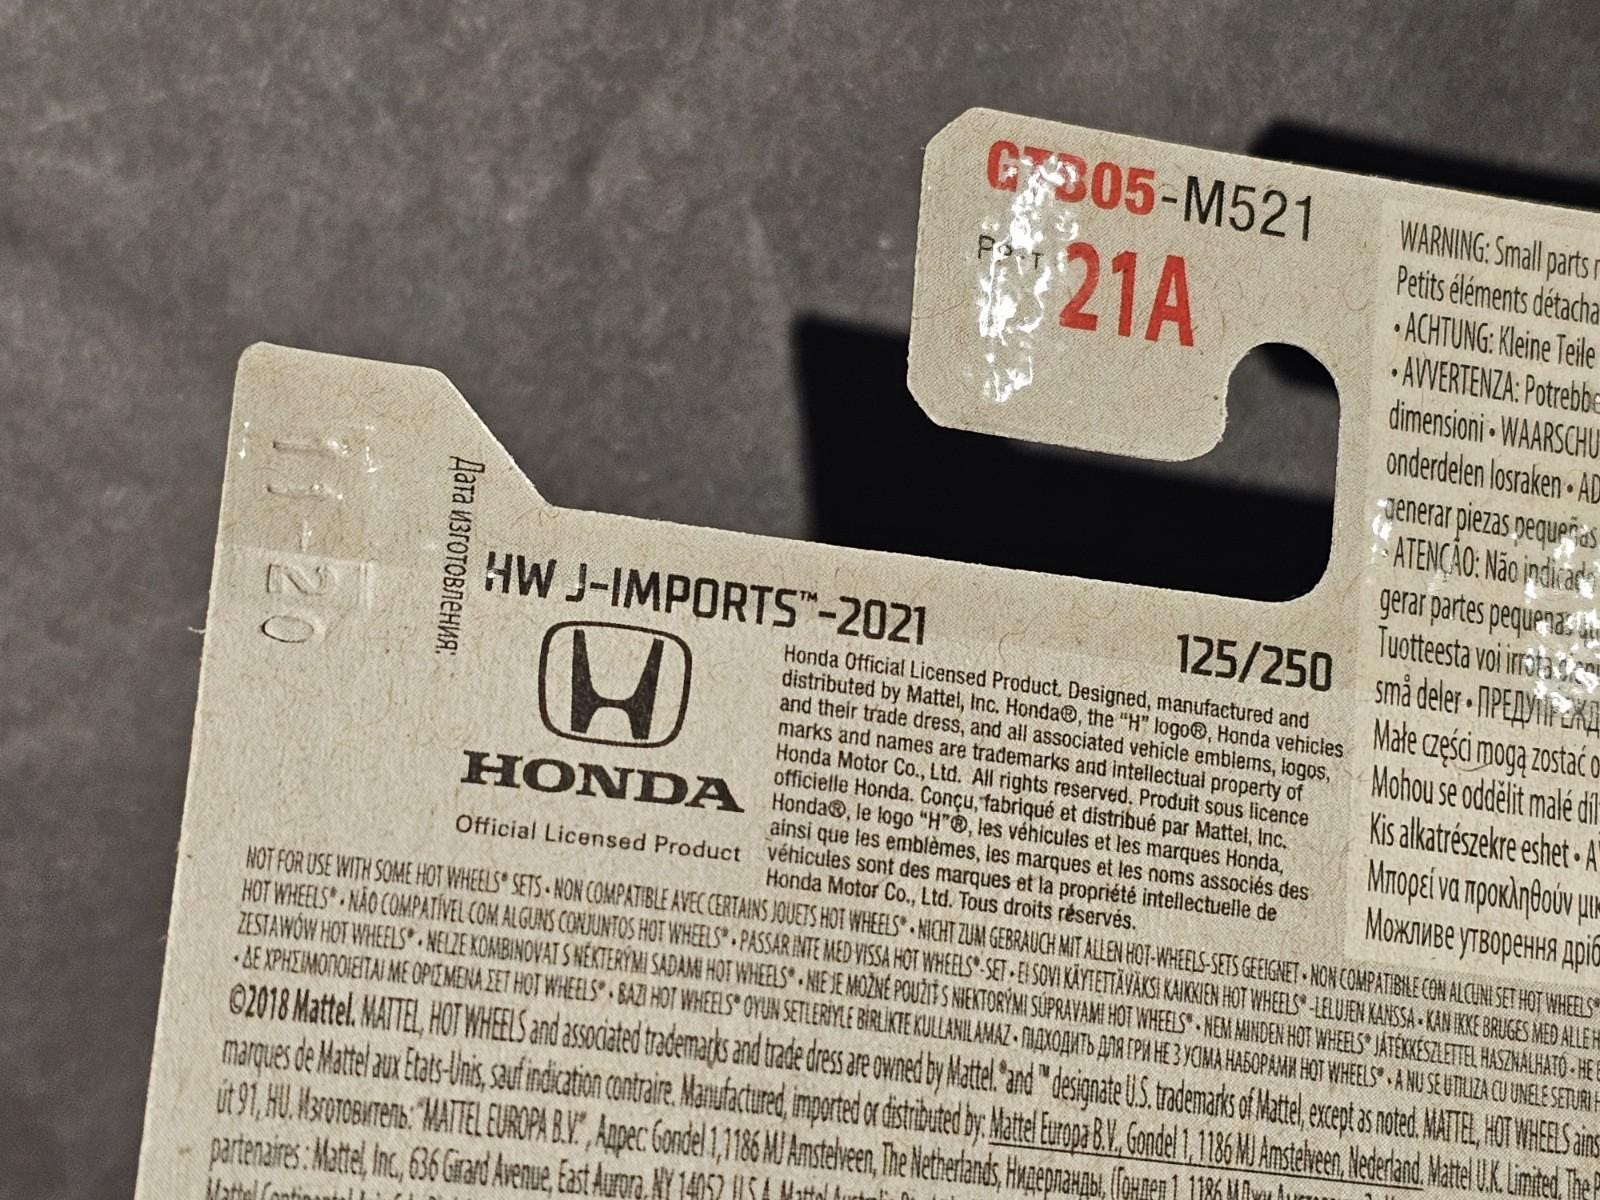 GTB05-M521
21A
11-20
Дата изготовления:
HW J-IMPORTS™-2021
125/250
HONDA
Official Licensed Product
Honda Official Licensed Product. Designed, manufactured and
distributed by Mattel, Inc. Honda®, the "H" logo®, Honda vehicles
and their trade dress, and all associated vehicle emblems, logos,
marks and names are trademarks and intellectual property of
Honda Motor Co., Ltd. All rights reserved. Produit sous licence
officielle Honda. Conçu, fabriqué et distribué par Mattel, Inc.
Honda®, le logo "H"®, les véhicules et les marques Honda,
ainsi que les emblèmes, les marques et les noms associés des
véhicules sont des marques et la propriété intellectuelle de
Honda Motor Co., Ltd. Tous droits réservés.
WARNING: Small parts
Petits éléments détacha
• ACHTUNG: Kleine Teile
• AVVERTENZA: Potrebbe
dimensioni • WAARSCHU
onderdelen losraken • AD
generar piezas pequeñas
• ATENÇÃO: Não indicado
gerar partes pequenas
Tuotteesta voi irrota
små deler • ПРЕДУПРЕЖД
Małe części mogą zostać o
Mohou se oddělit malé díl
Kis alkatrészekre eshet •
Μπορεί να προκληθούν μικ
Можливе утворення дріб
NOT FOR USE WITH SOME HOT WHEELS® SETS • NON COMPATIBLE AVEC CERTAINS JOUETS HOT WHEELS® • NICHT ZUM GEBRAUCH MIT ALLEN HOT-WHEELS-SETS GEEIGNET • NON COMPATIBILE CON ALCUNI SET HOT WHEELS®
HOT WHEELS® • NÃO COMPATÍVEL COM ALGUNS CONJUNTOS HOT WHEELS® • PASSAR INTE MED VISSA HOT WHEELS®-SET • EI SOVI KÄYTETTÄVÄKSI KAIKKIEN HOT WHEELS® -LELUJEN KANSSA • KAN IKKE BRUGES MED ALLE H
ZESTAWÓW HOT WHEELS® • NELZE KOMBINOVAT S NĚKTERÝMI SADAMI HOT WHEELS® • NIE JE MOŽNÉ POUŽIŤ S NIEKTORÝMI SÚPRAVAMI HOT WHEELS® • NEM MINDEN HOT WHEELS® JÁTÉKKÉSZLETTEL HASZNÁLHATÓ • НЕ
• ΔΕ ΧΡΗΣΙΜΟΠΟΙΕΙΤΑΙ ΜΕ ΟΡΙΣΜΕΝΑ ΣΕΤ HOT WHEELS® • BAZI HOT WHEELS® OYUN SETLERİYLE BİRLİKTE KULLANILAMAZ • ПІДХОДИТЬ ДЛЯ ГРИ НЕ З УСІМА НАБОРАМИ HOT WHEELS® • A NU SE UTILIZA CU UNELE SETURI
©2018 Mattel. MATTEL, HOT WHEELS and associated trademarks and trade dress are owned by Mattel. ® and ™ designate U.S. trademarks of Mattel, except as noted. MATTEL, HOT WHEELS ains
marques de Mattel aux Etats-Unis, sauf indication contraire. Manufactured, imported or distributed by: Mattel Europa B.V., Gondel 1, 1186 MJ Amstelveen, Nederland. Mattel U.K. Limited, The
út 91, HU. Изготовитель: "MATTEL EUROPA B.V.", Адрес: Gondel 1, 1186 MJ Amstelveen, The Netherlands, Нидерланды, (Гондел 1, 1186
partenaires : Mattel, Inc., 636 Girard Avenue, East Aurora, NY 14052, U.S.A. Mattel Australia
Mattel Continental